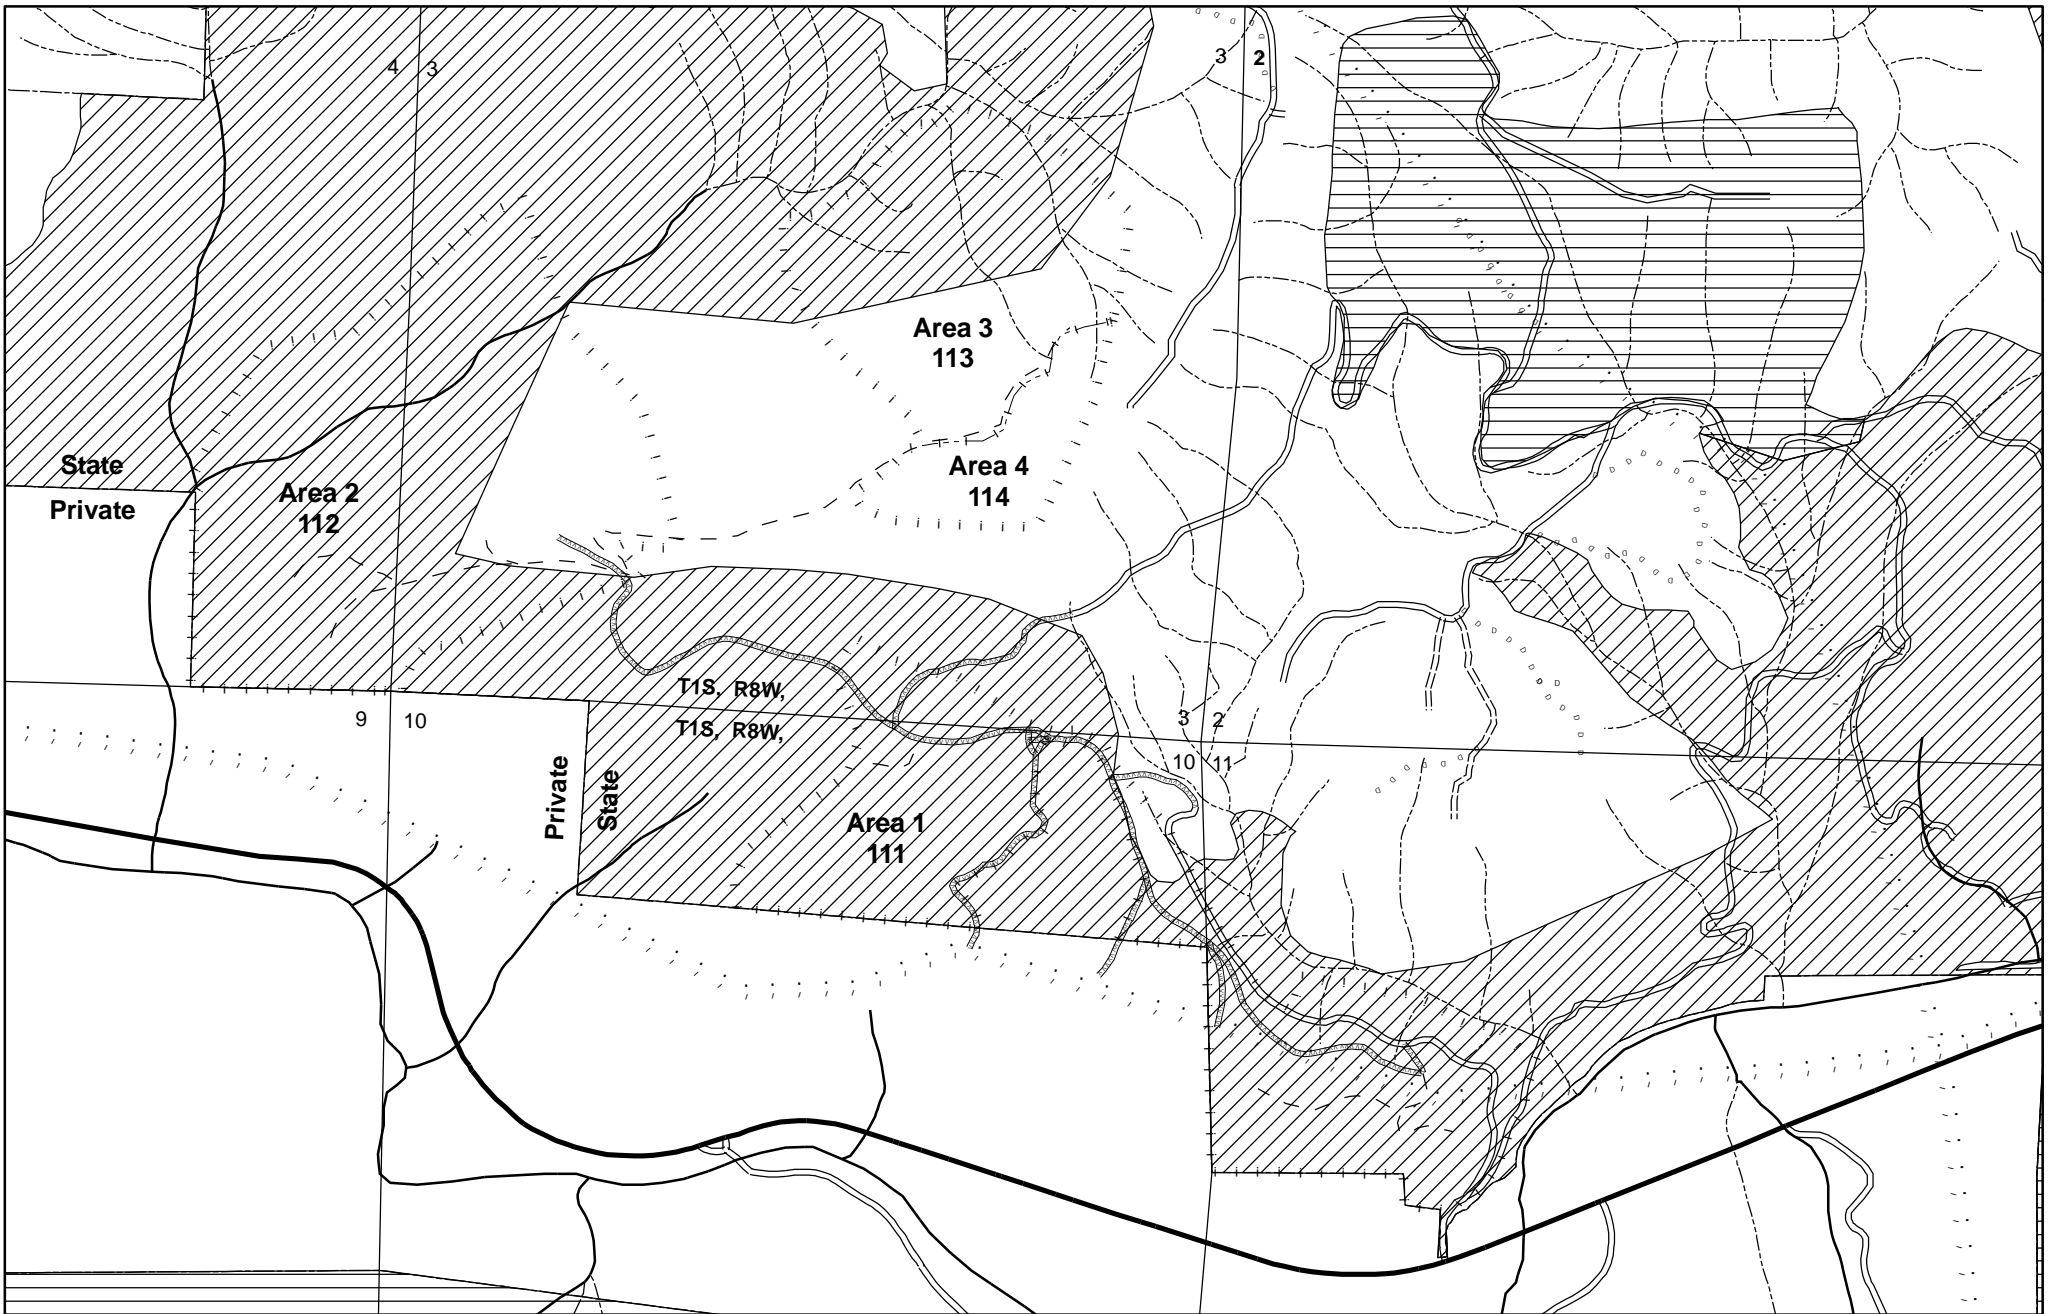 4 3
3 2
Area 3
113
State
Private
Area 2
112
Area 4
114
T1S, R8W,
T1S, R8W,
9 10
3 2
10 11
Private
State
Area 1
111